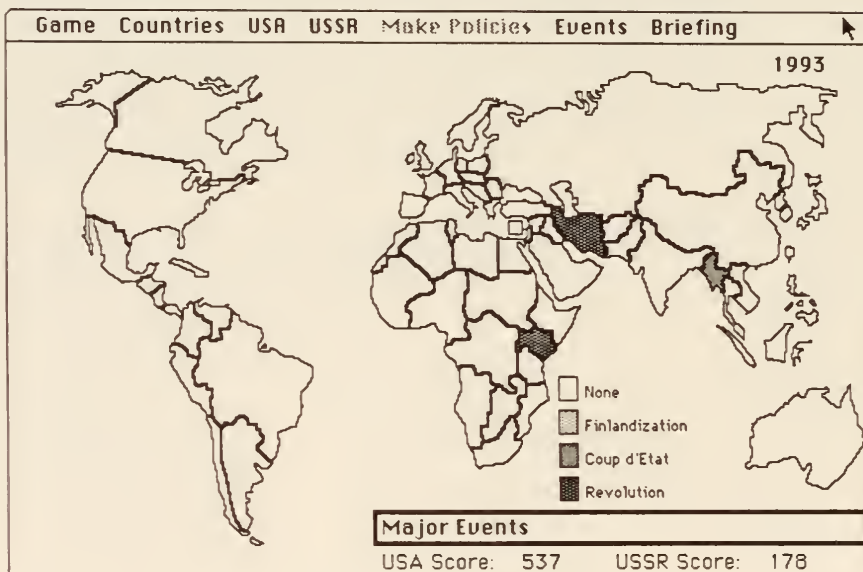 Game Countries USA USSR Make Policies Events Briefing
1993
None
Finlandization
Coup d'Etat
Revolution
Major Events
USA Score: 537 USSR Score: 178